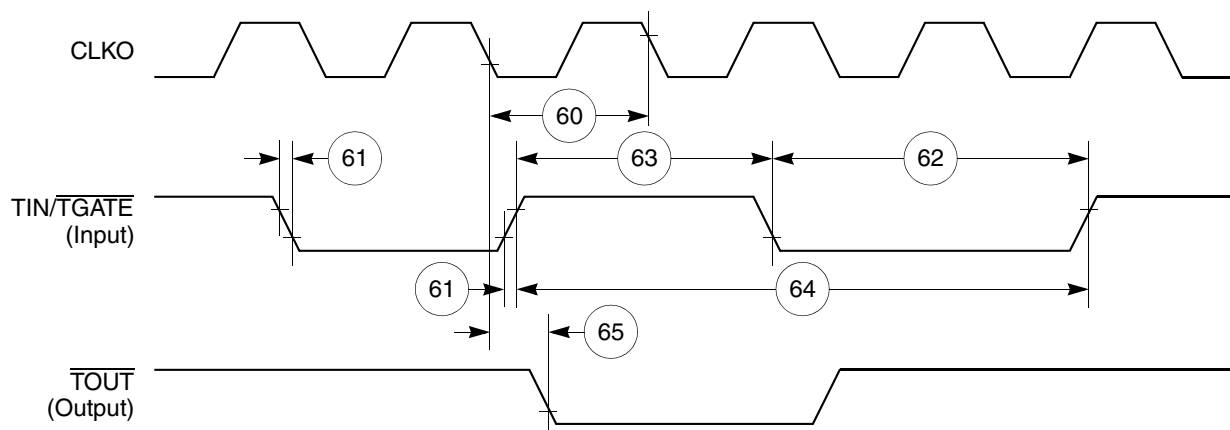 CLKO
60
61
63
62
TIN/TGATE
(Input)
61
64
65
TOUT
(Output)